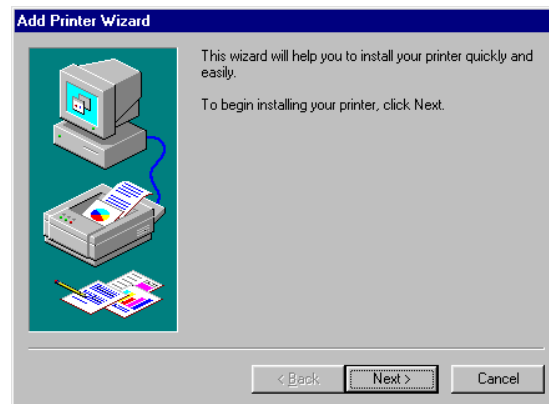 Add Printer Wizard
This wizard will help you to install your printer quickly and
easily.
To begin installing your printer, click Next.
< Back
Next >
Cancel